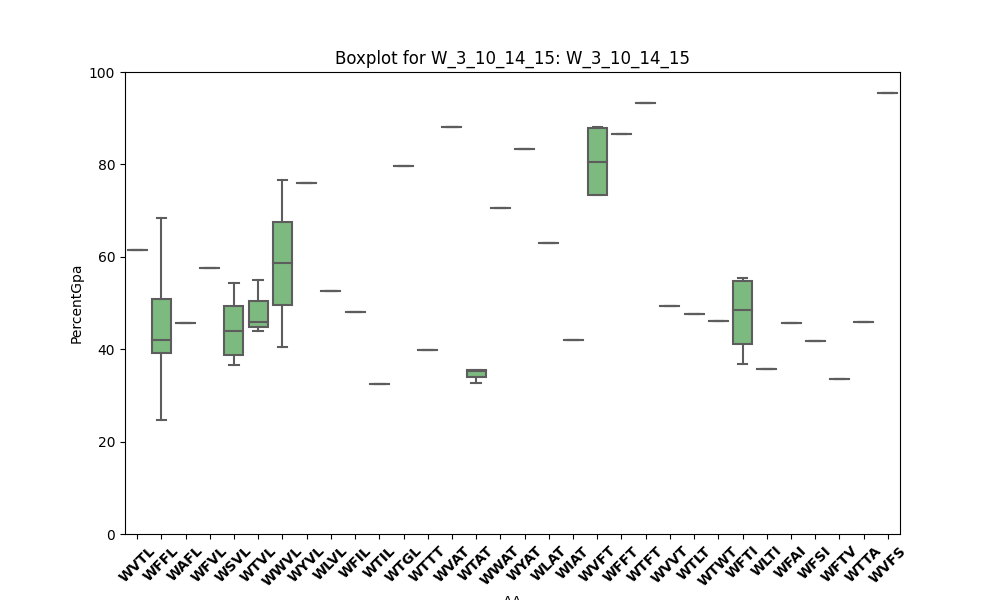 Boxplot for W_3_10_14_15: W_3_10_14_15
PercentGpa
100
80
60
40
20
0
WVTL
WFFL
WAFL
WFVL
WSVL
WTVL
WWVL
WYVL
WLVL
WFIL
WTIL
WTGL
WTTT
WVAT
WTAT
WWAT
WYAT
WLAT
WIAT
WVFT
WFFT
WTFT
WVVT
WTLT
WTWT
WFTI
WLTI
WFAI
WFSI
WFTV
WTTA
WVFS